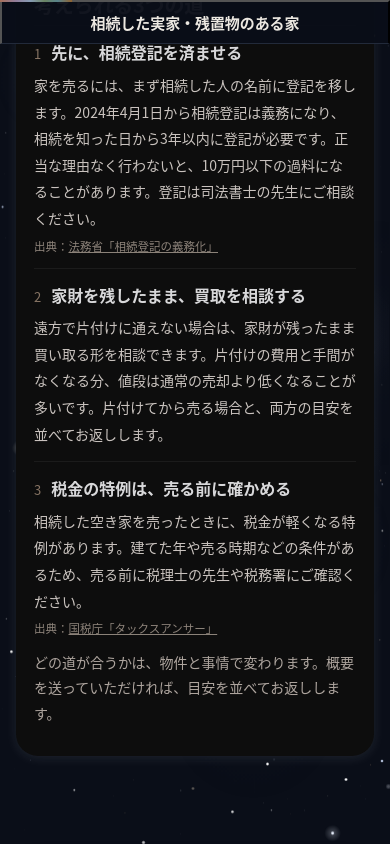 相続した実家・残置物のある家
1 先に、相続登記を済ませる
家を売るには、まず相続した人の名前に登記を移し
ます。2024年4月1日から相続登記は義務になり、
相続を知った日から3年以内に登記が必要です。正
当な理由なく行わないと、10万円以下の過料にな
ることがあります。登記は司法書士の先生にご相談
ください。
出典：法務省「相続登記の義務化」
2 家財を残したまま、買取を相談する
遠方で片付けに通えない場合は、家財が残ったまま
買い取る形を相談できます。片付けの費用と手間が
なくなる分、値段は通常の売却より低くなることが
多いです。片付けてから売る場合と、両方の目安を
並べてお返しします。
3 税金の特例は、売る前に確かめる
相続した空き家を売ったときに、税金が軽くなる特
例があります。建てた年や売る時期などの条件があ
るため、売る前に税理士の先生や税務署にご確認く
ださい。
出典：国税庁「タックスアンサー」
どの道が合うかは、物件と事情で変わります。概要
を送っていただければ、目安を並べてお返ししま
す。